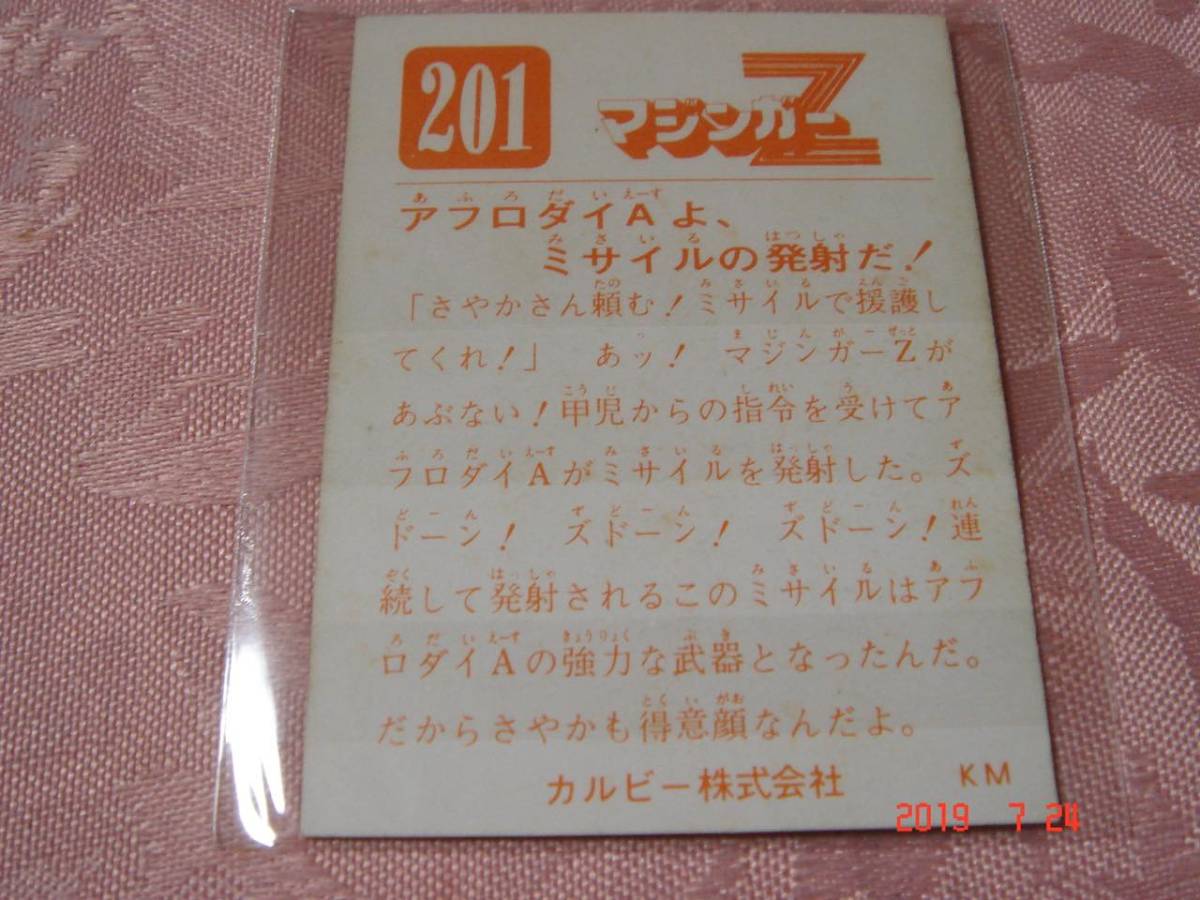 201
マジンガーZ
アフロダイAよ、
ミサイルの発射だ!
「さやかさん頼む!ミサイルで援護し
てくれ!」 あッ! マジンガーZが
あぶない!甲児からの指令を受けてア
フロダイAがミサイルを発射した。ズ
ドーン! ズドーン! ズドーン!連
続して発射されるこのミサイルはアフ
ロダイAの強力な武器となったんだ。
だからさやかも得意顔なんだよ。
カルビー株式会社 KM
2019 7 24